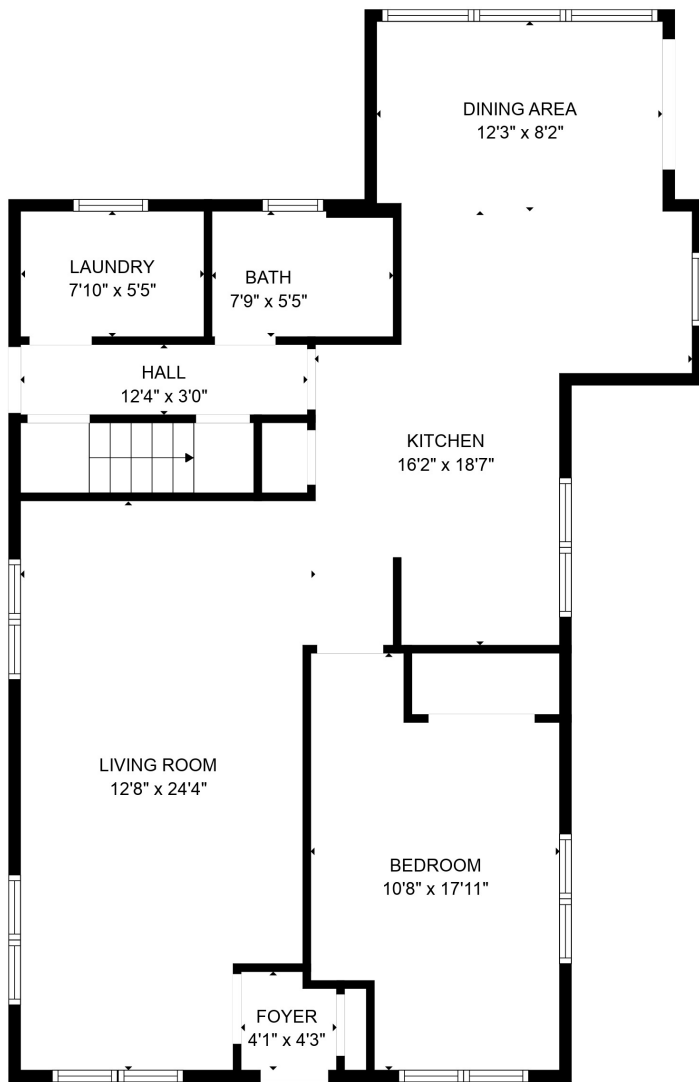 DINING AREA
12'3" x 8'2"
LAUNDRY
7'10" x 5'5"
BATH
7'9" x 5'5"
HALL
12'4" x 3'0"
KITCHEN
16'2" x 18'7"
LIVING ROOM
12'8" x 24'4"
BEDROOM
10'8" x 17'11"
FOYER
4'1" x 4'3"